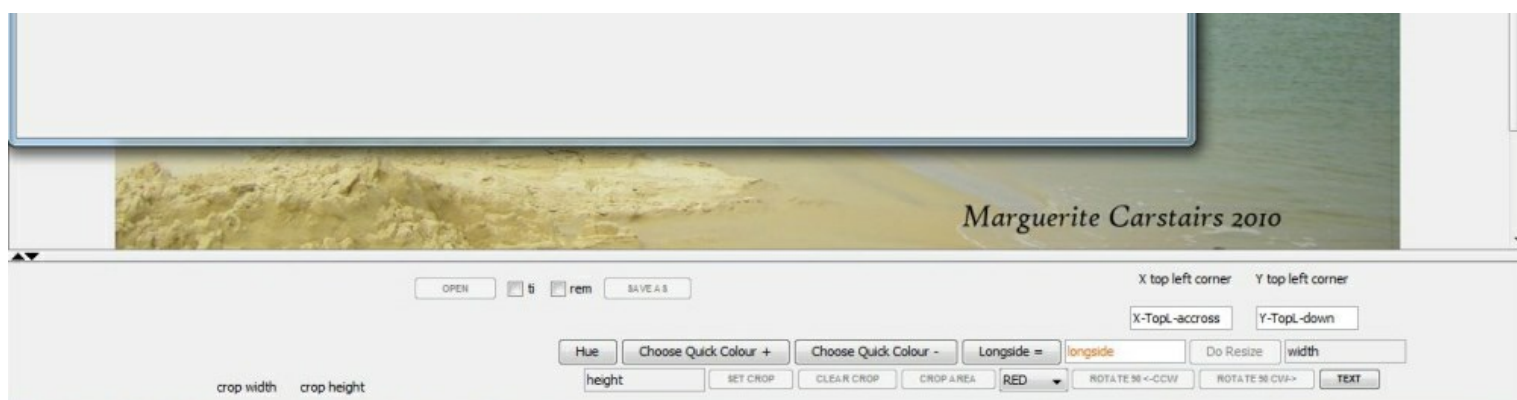 Marguerite Carstairs 2010
X top left corner Y top left corner
OPEN ti rem SAVE AS
X-TopL-accross Y-TopL-down
Hue Choose Quick Colour + Choose Quick Colour - Longside = longside Do Resize width
height SET CROP CLEAR CROP CROP AREA RED ROTATE 90 <-CCW ROTATE 90 CW-> TEXT
crop width crop height